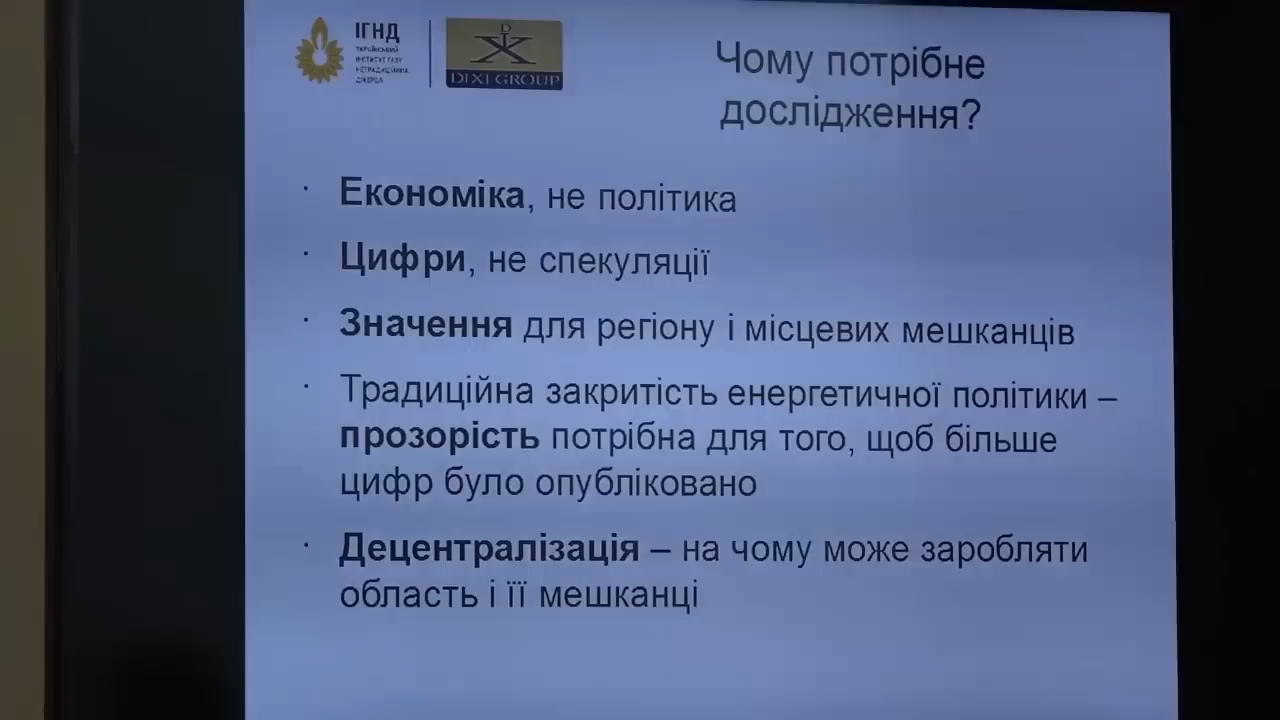 ІГНД
DIXI GROUP
Чому потрібне
дослідження?
· Економіка, не політика
· Цифри, не спекуляції
· Значення для регіону і місцевих мешканців
· Традиційна закритість енергетичної політики –
прозорість потрібна для того, щоб більше
цифр було опубліковано
· Децентралізація – на чому може заробляти
область і її мешканці